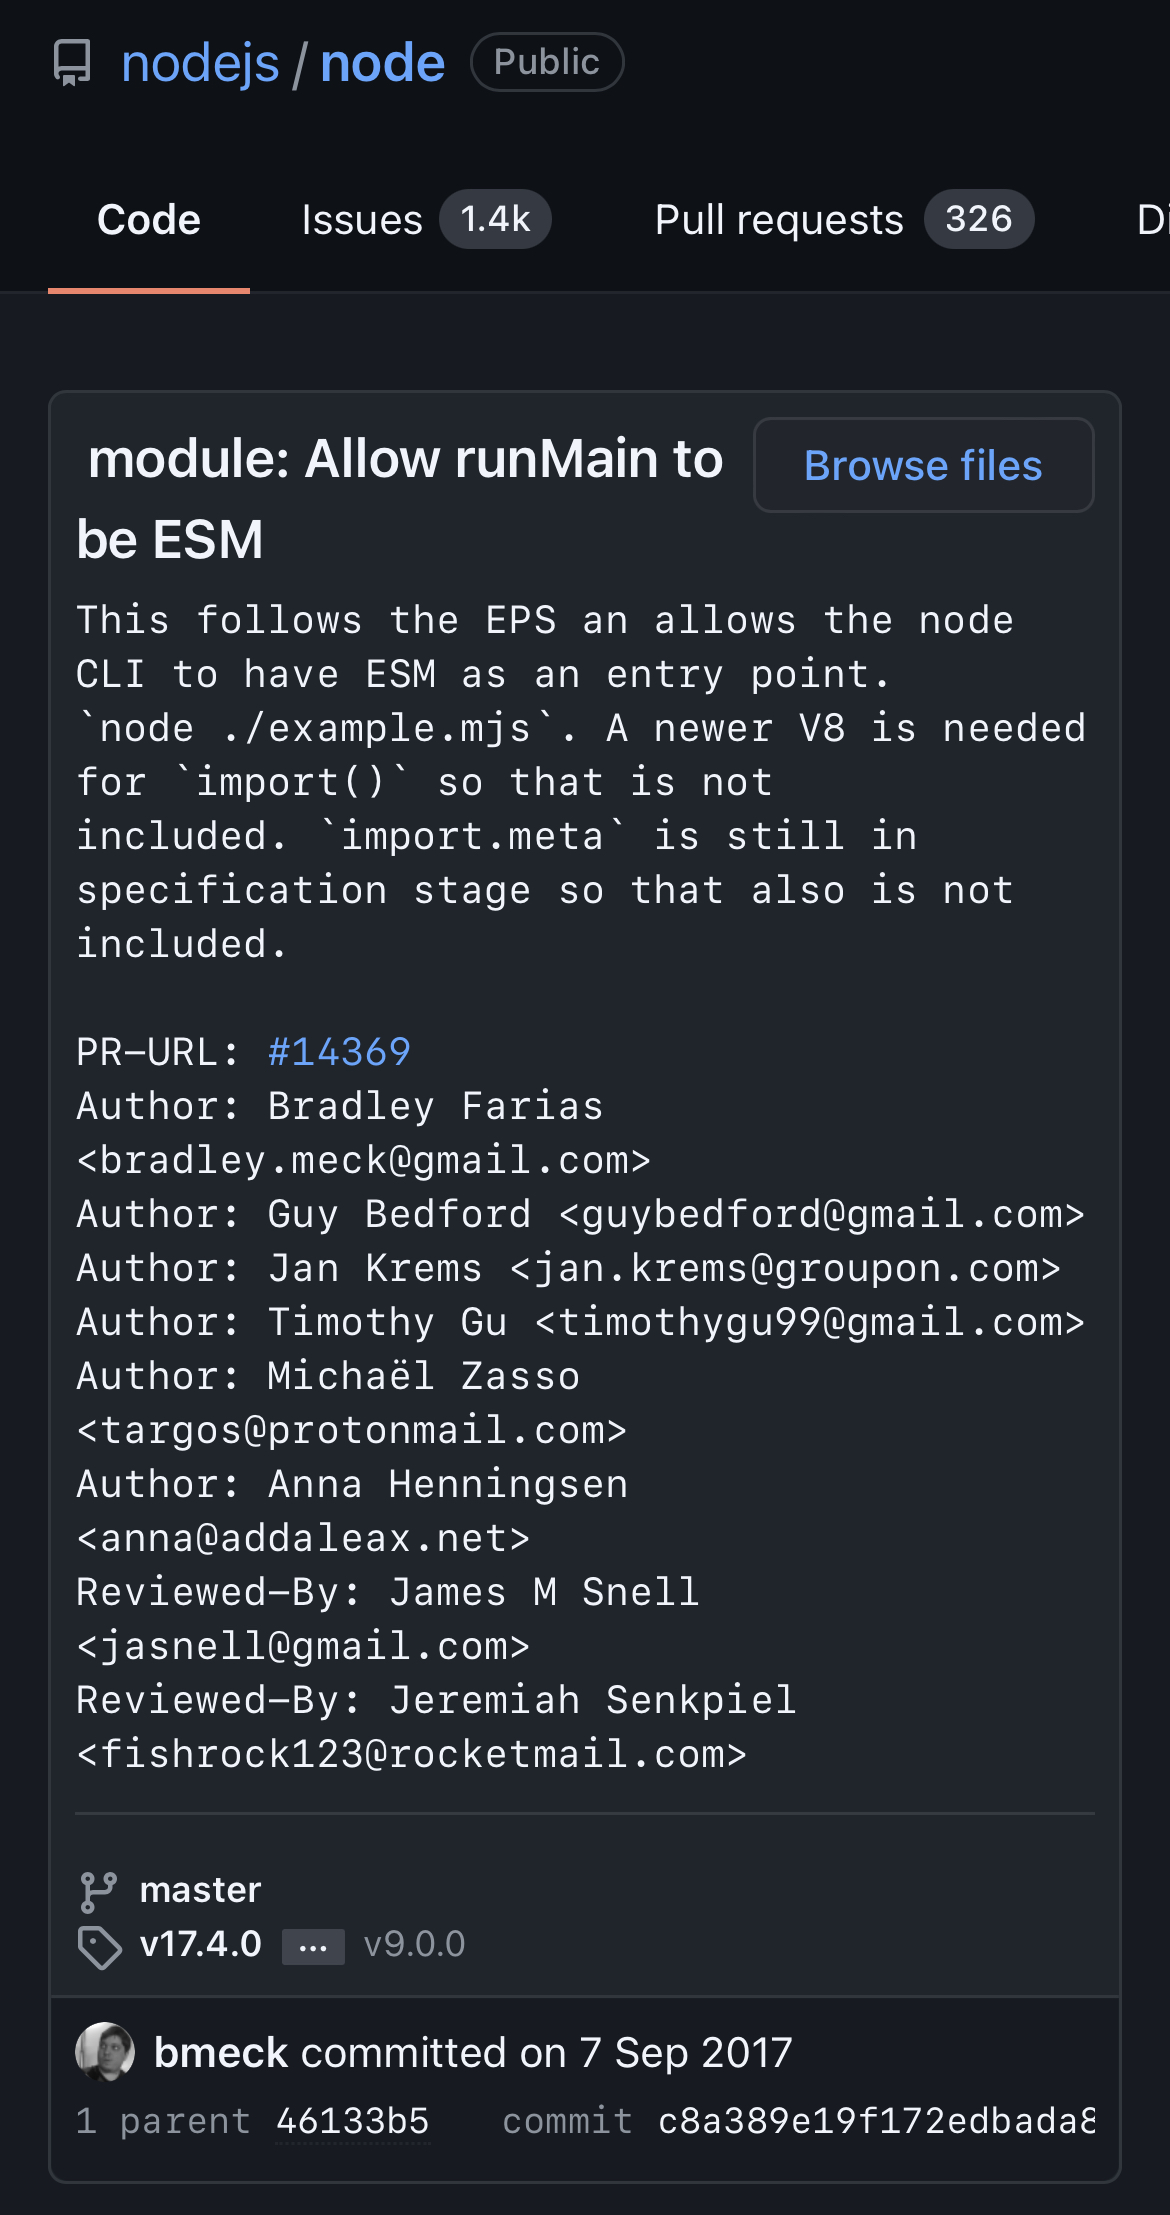 nodejs / node Public
Code Issues 1.4k Pull requests 326 Di
module: Allow runMain to
be ESM
Browse files
This follows the EPS an allows the node
CLI to have ESM as an entry point.
`node ./example.mjs`. A newer V8 is needed
for `import()` so that is not
included. `import.meta` is still in
specification stage so that also is not
included.
PR-URL: #14369
Author: Bradley Farias
<bradley.meck@gmail.com>
Author: Guy Bedford <guybedford@gmail.com>
Author: Jan Krems <jan.krems@groupon.com>
Author: Timothy Gu <timothygu99@gmail.com>
Author: Michaël Zasso
<targos@protonmail.com>
Author: Anna Henningsen
<anna@addaleax.net>
Reviewed-By: James M Snell
<jasnell@gmail.com>
Reviewed-By: Jeremiah Senkpiel
<fishrock123@rocketmail.com>
master
v17.4.0 ... v9.0.0
bmeck committed on 7 Sep 2017
1 parent 46133b5 commit c8a389e19f172edbada8